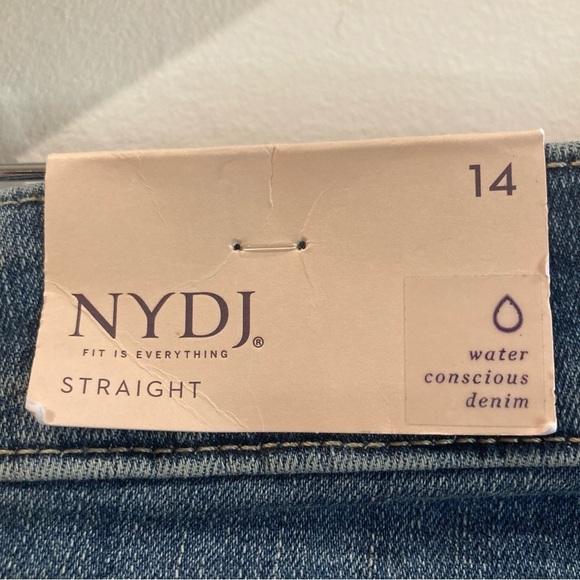 14
NYDJ®
FIT IS EVERYTHING
STRAIGHT
water
conscious
denim